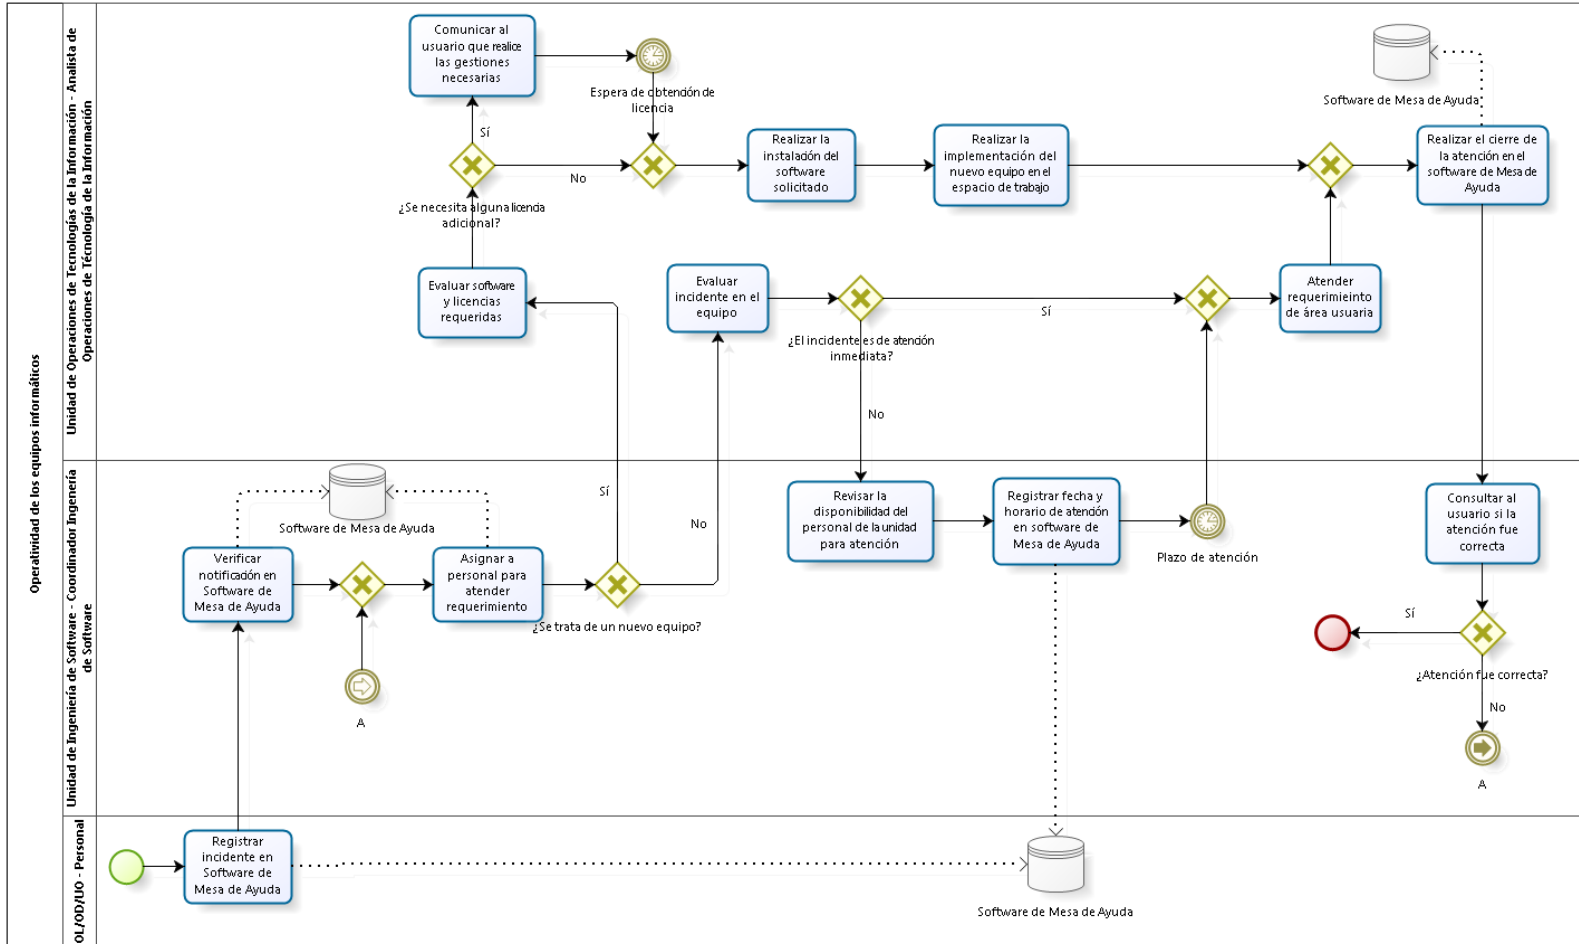 Operatividad de los equipos informáticos
Unidad de Operaciones de Tecnologías de la Información - Analista de
Operaciones de Técnología de la Información
Comunicar al
usuario que realice
las gestiones
necesarias
Espera de obtención de
licencia
Sí
No
¿Se necesita alguna licencia
adicional?
Realizar la
instalación del
software
solicitado
Realizar la
implementación del
nuevo equipo en el
espacio de trabajo
Software de Mesa de Ayuda
Realizar el cierre de
la atención en el
software de Mesa de
Ayuda
Evaluar software
y licencias
requeridas
Evaluar
incidente en el
equipo
¿El incidente es de atención
inmediata?
Sí
No
Atender
requerimieinto
de área usuaria
Unidad de Ingeniería de Software - Coordinador Ingenería
de Software
Software de Mesa de Ayuda
Verificar
notificación en
Software de
Mesa de Ayuda
Asignar a
personal para
atender
requerimiento
Sí
No
¿Se trata de un nuevo equipo?
A
Revisar la
disponibilidad del
personal de la unidad
para atención
Registrar fecha y
horario de atención
en software de
Mesa de Ayuda
Plazo de atención
Consultar al
usuario si la
atención fue
correcta
Sí
¿Atención fue correcta?
No
A
OL/OD/UO - Personal
Registrar
incidente en
Software de
Mesa de Ayuda
Software de Mesa de Ayuda